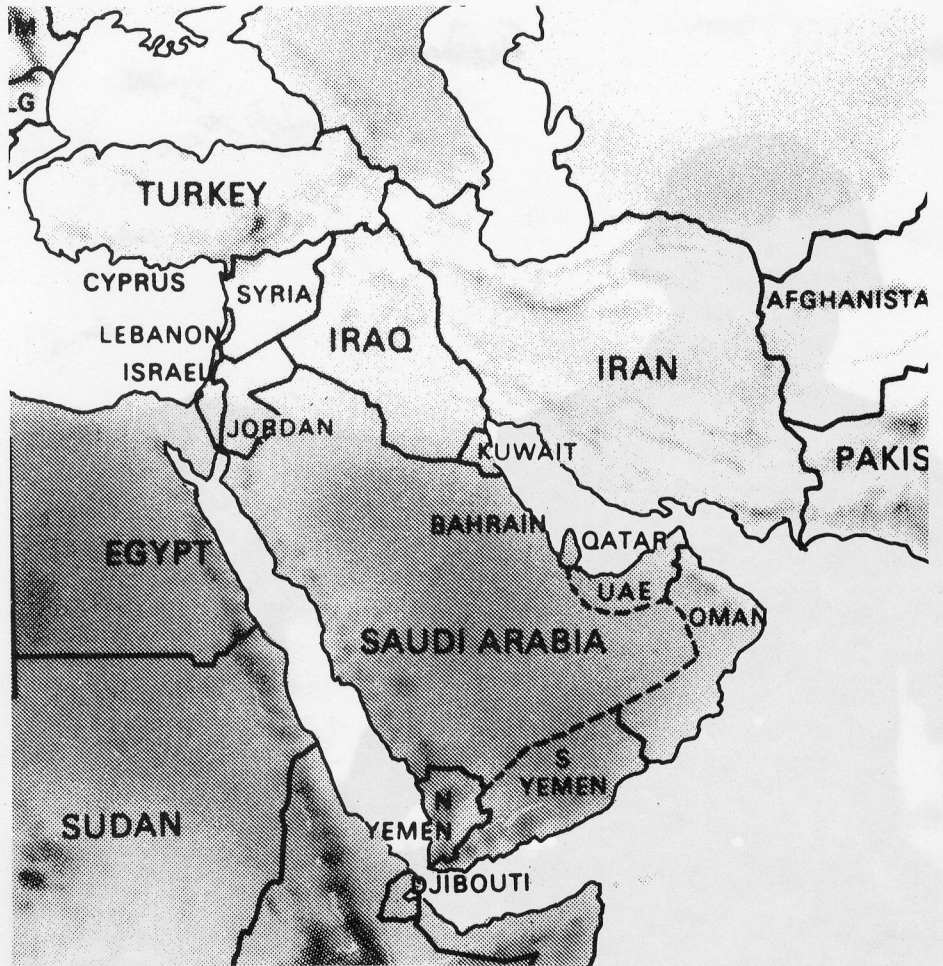 M
LG
TURKEY
CYPRUS
SYRIA
AFGHANISTA
LEBANON
IRAQ
ISRAEL
IRAN
JORDAN
KUWAIT
PAKIS
BAHRAIN
QATAR
EGYPT
UAE
OMAN
SAUDI ARABIA
S
YEMEN
N
YEMEN
SUDAN
DJIBOUTI